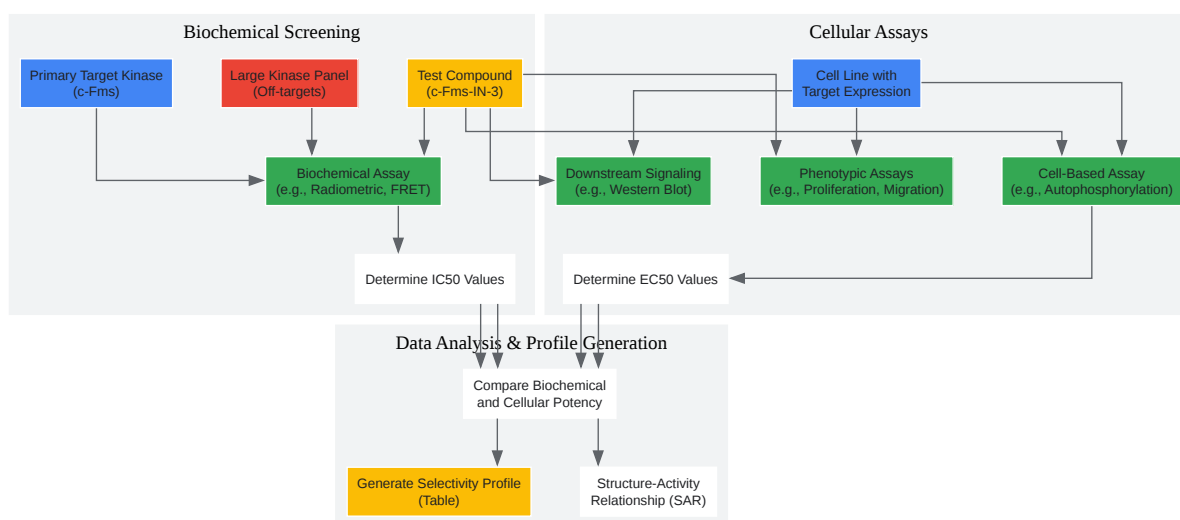 Biochemical Screening
Cellular Assays
Primary Target Kinase
(c-Fms)
Large Kinase Panel
(Off-targets)
Test Compound
(c-Fms-IN-3)
Cell Line with
Target Expression
Biochemical Assay
(e.g., Radiometric, FRET)
Downstream Signaling
(e.g., Western Blot)
Phenotypic Assays
(e.g., Proliferation, Migration)
Cell-Based Assay
(e.g., Autophosphorylation)
Determine IC50 Values
Determine EC50 Values
Data Analysis & Profile Generation
Compare Biochemical
and Cellular Potency
Generate Selectivity Profile
(Table)
Structure-Activity
Relationship (SAR)